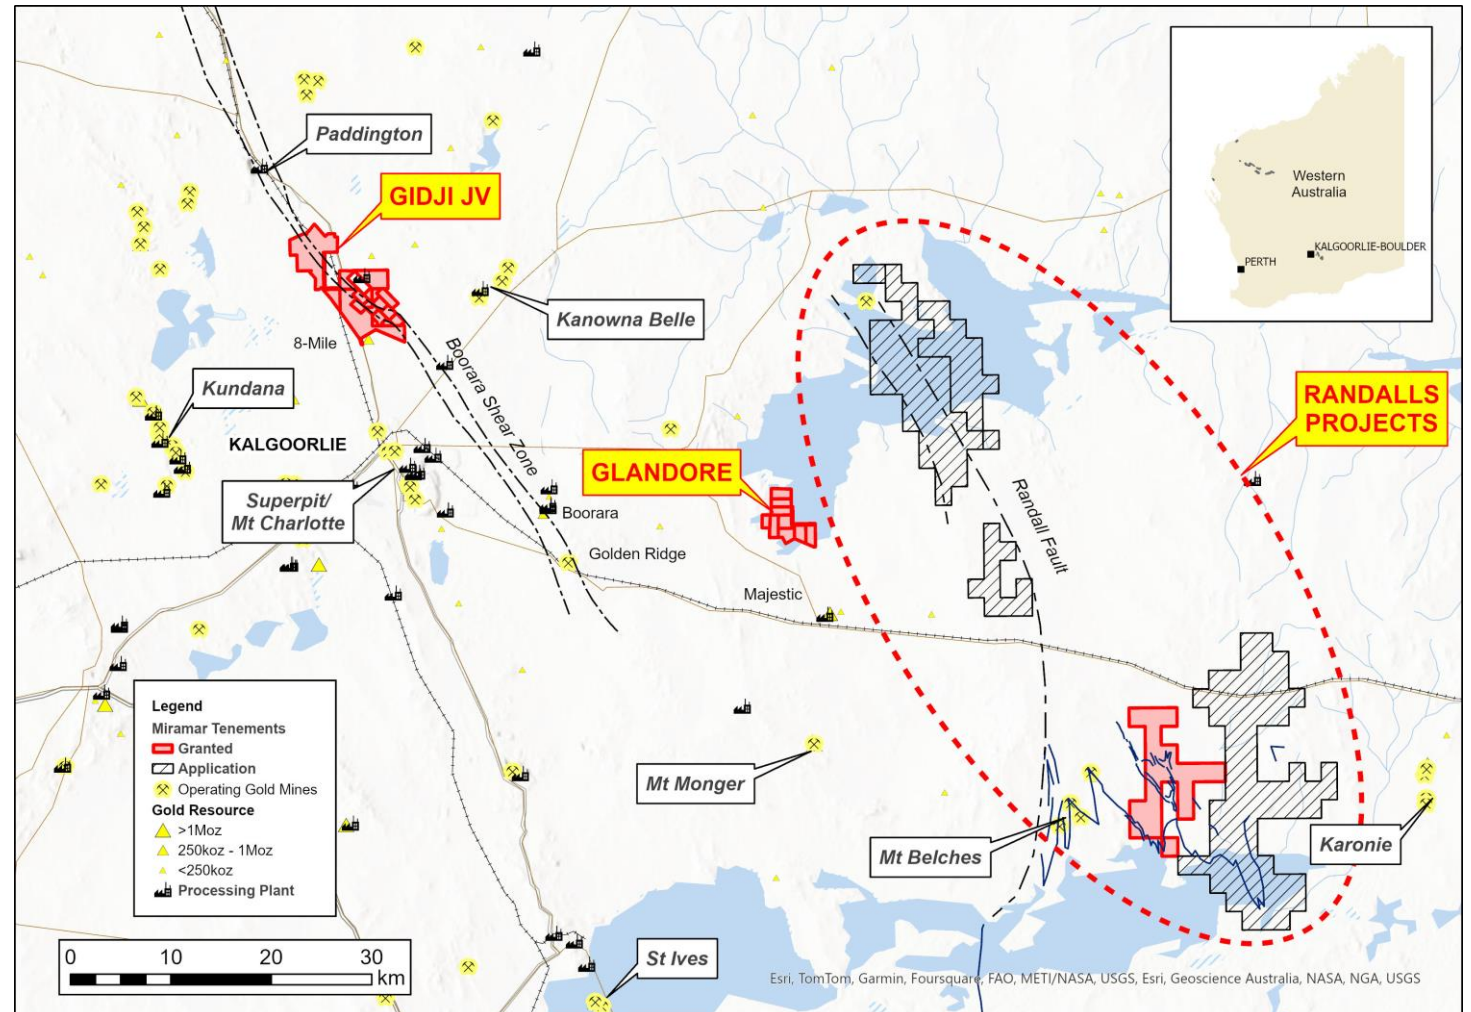 Paddington
GIDJI JV
Western
Australia
KALGOORLIE-BOULDER
PERTH
Kanowna Belle
8-Mile
Boorara Shear Zone
Kundana
KALGOORLIE
RANDALLS
PROJECTS
GLANDORE
Superpit/
Mt Charlotte
Boorara
Randall Fault
Golden Ridge
Majestic
Legend
Miramar Tenements
Granted
Application
Operating Gold Mines
Gold Resource
>1Moz
250koz - 1Moz
<250koz
Processing Plant
Mt Monger
Mt Belches
Karonie
St Ives
0 10 20 30
km
Esri, TomTom, Garmin, Foursquare, FAO, METI/NASA, USGS, Esri, Geoscience Australia, NASA, NGA, USGS